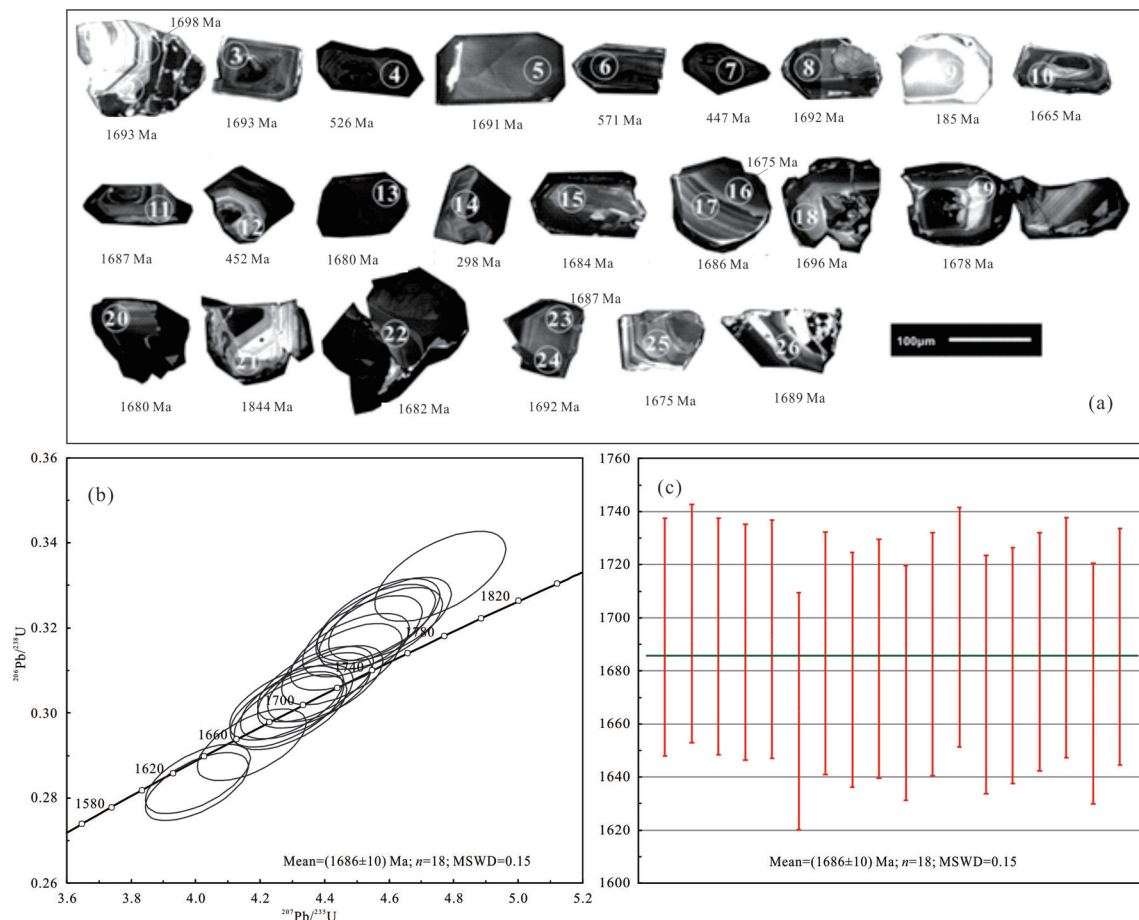 1698 Ma
3
4
5
6
7
8
9
10
1693 Ma
1693 Ma
526 Ma
1691 Ma
571 Ma
447 Ma
1692 Ma
185 Ma
1665 Ma
11
12
13
14
15
17
16
1675 Ma
18
19
1687 Ma
452 Ma
1680 Ma
298 Ma
1684 Ma
1686 Ma
1696 Ma
1678 Ma
20
21
22
23
1687 Ma
24
25
26
100μm
1680 Ma
1844 Ma
1682 Ma
1692 Ma
1675 Ma
1689 Ma
(a)
(b)
0.36
0.34
0.32
0.30
0.28
0.26
²⁰⁶Pb/²³⁸U
1580
1620
1660
1700
1740
1780
1820
Mean=(1686±10) Ma; n=18; MSWD=0.15
3.6 4.0 4.2 4.4 4.6 4.8 5.0 5.2
²⁰⁷Pb/²³⁵U
(c)
1760
1740
1720
1700
1680
1660
1640
1620
1600
Mean=(1686±10) Ma; n=18; MSWD=0.15